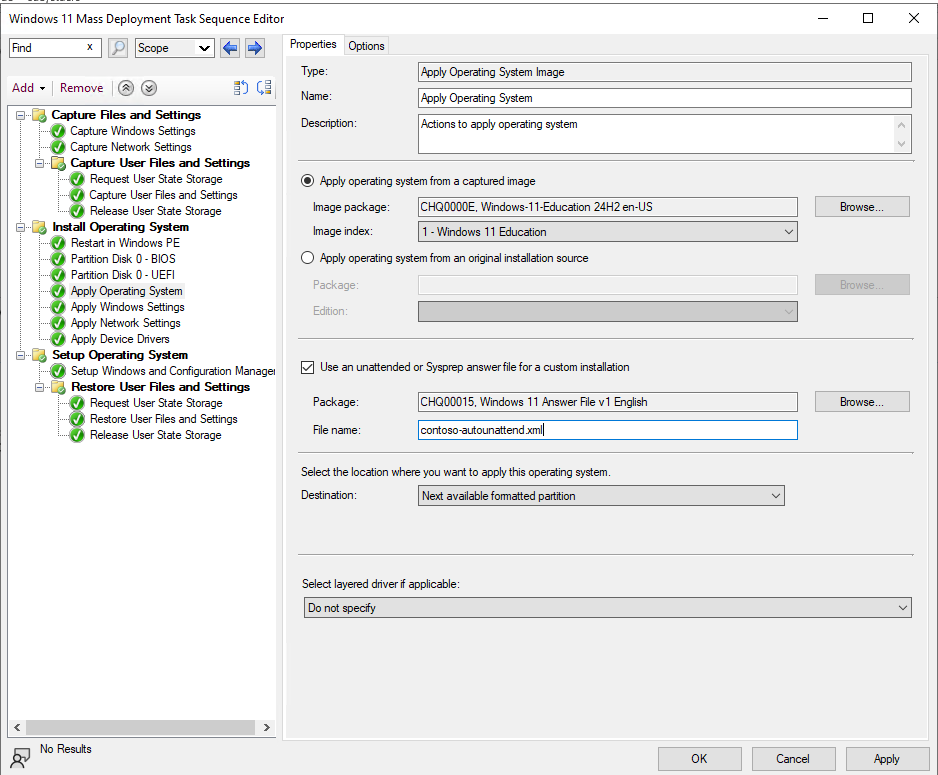 Windows 11 Mass Deployment Task Sequence Editor
Find x Scope
Add Remove
Capture Files and Settings
Capture Windows Settings
Capture Network Settings
Capture User Files and Settings
Request User State Storage
Capture User Files and Settings
Release User State Storage
Install Operating System
Restart in Windows PE
Partition Disk 0 - BIOS
Partition Disk 0 - UEFI
Apply Operating System
Apply Windows Settings
Apply Network Settings
Apply Device Drivers
Setup Operating System
Setup Windows and Configuration Manager
Restore User Files and Settings
Request User State Storage
Restore User Files and Settings
Release User State Storage
No Results
Properties Options
Type: Apply Operating System Image
Name: Apply Operating System
Description: Actions to apply operating system
Apply operating system from a captured image
Image package: CHQ0000E, Windows-11-Education 24H2 en-US Browse...
Image index: 1 - Windows 11 Education
Apply operating system from an original installation source
Package: Browse...
Edition:
Use an unattended or Sysprep answer file for a custom installation
Package: CHQ00015, Windows 11 Answer File v1 English Browse...
File name: contoso-autounattend.xml
Select the location where you want to apply this operating system.
Destination: Next available formatted partition
Select layered driver if applicable:
Do not specify
OK Cancel Apply